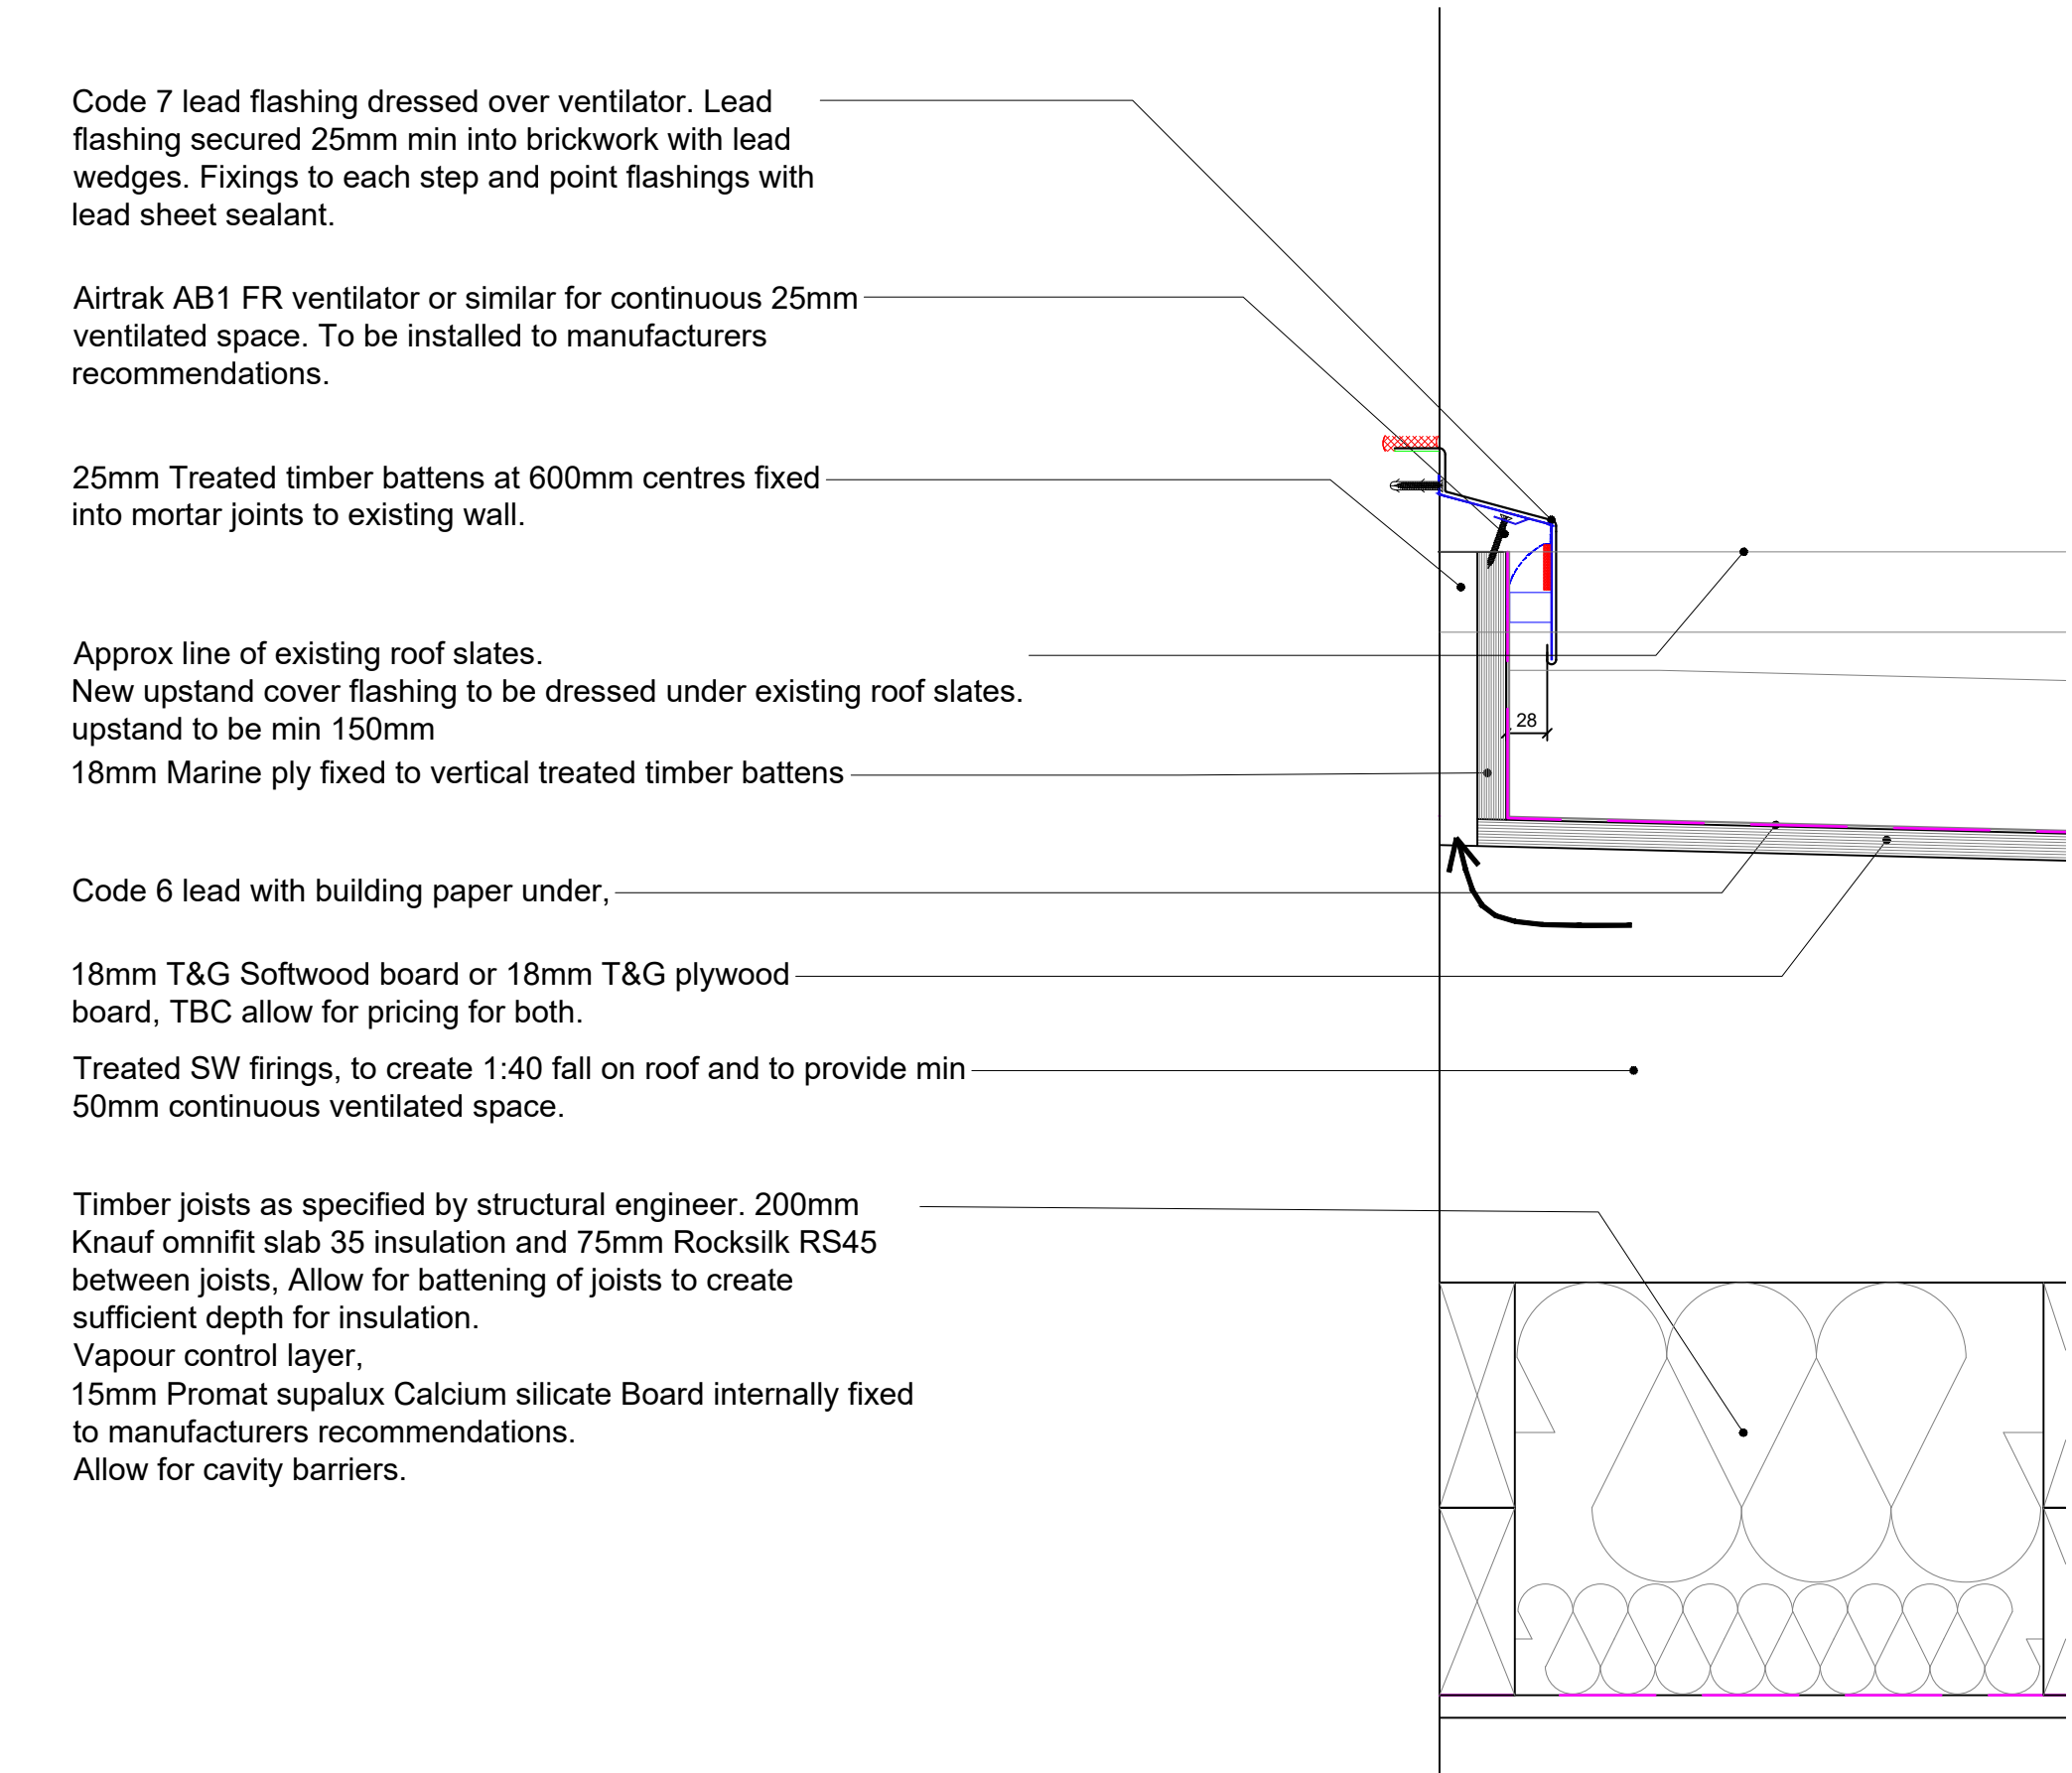 Code 7 lead flashing dressed over ventilator. Lead
flashing secured 25mm min into brickwork with lead
wedges. Fixings to each step and point flashings with
lead sheet sealant.
Airtrak AB1 FR ventilator or similar for continuous 25mm
ventilated space. To be installed to manufacturers
recommendations.
25mm Treated timber battens at 600mm centres fixed
into mortar joints to existing wall.
Approx line of existing roof slates.
New upstand cover flashing to be dressed under existing roof slates.
upstand to be min 150mm
28
18mm Marine ply fixed to vertical treated timber battens
Code 6 lead with building paper under,
18mm T&G Softwood board or 18mm T&G plywood
board, TBC allow for pricing for both.
Treated SW firings, to create 1:40 fall on roof and to provide min
50mm continuous ventilated space.
Timber joists as specified by structural engineer. 200mm
Knauf omnifit slab 35 insulation and 75mm Rocksilk RS45
between joists, Allow for battening of joists to create
sufficient depth for insulation.
Vapour control layer,
15mm Promat supalux Calcium silicate Board internally fixed
to manufacturers recommendations.
Allow for cavity barriers.